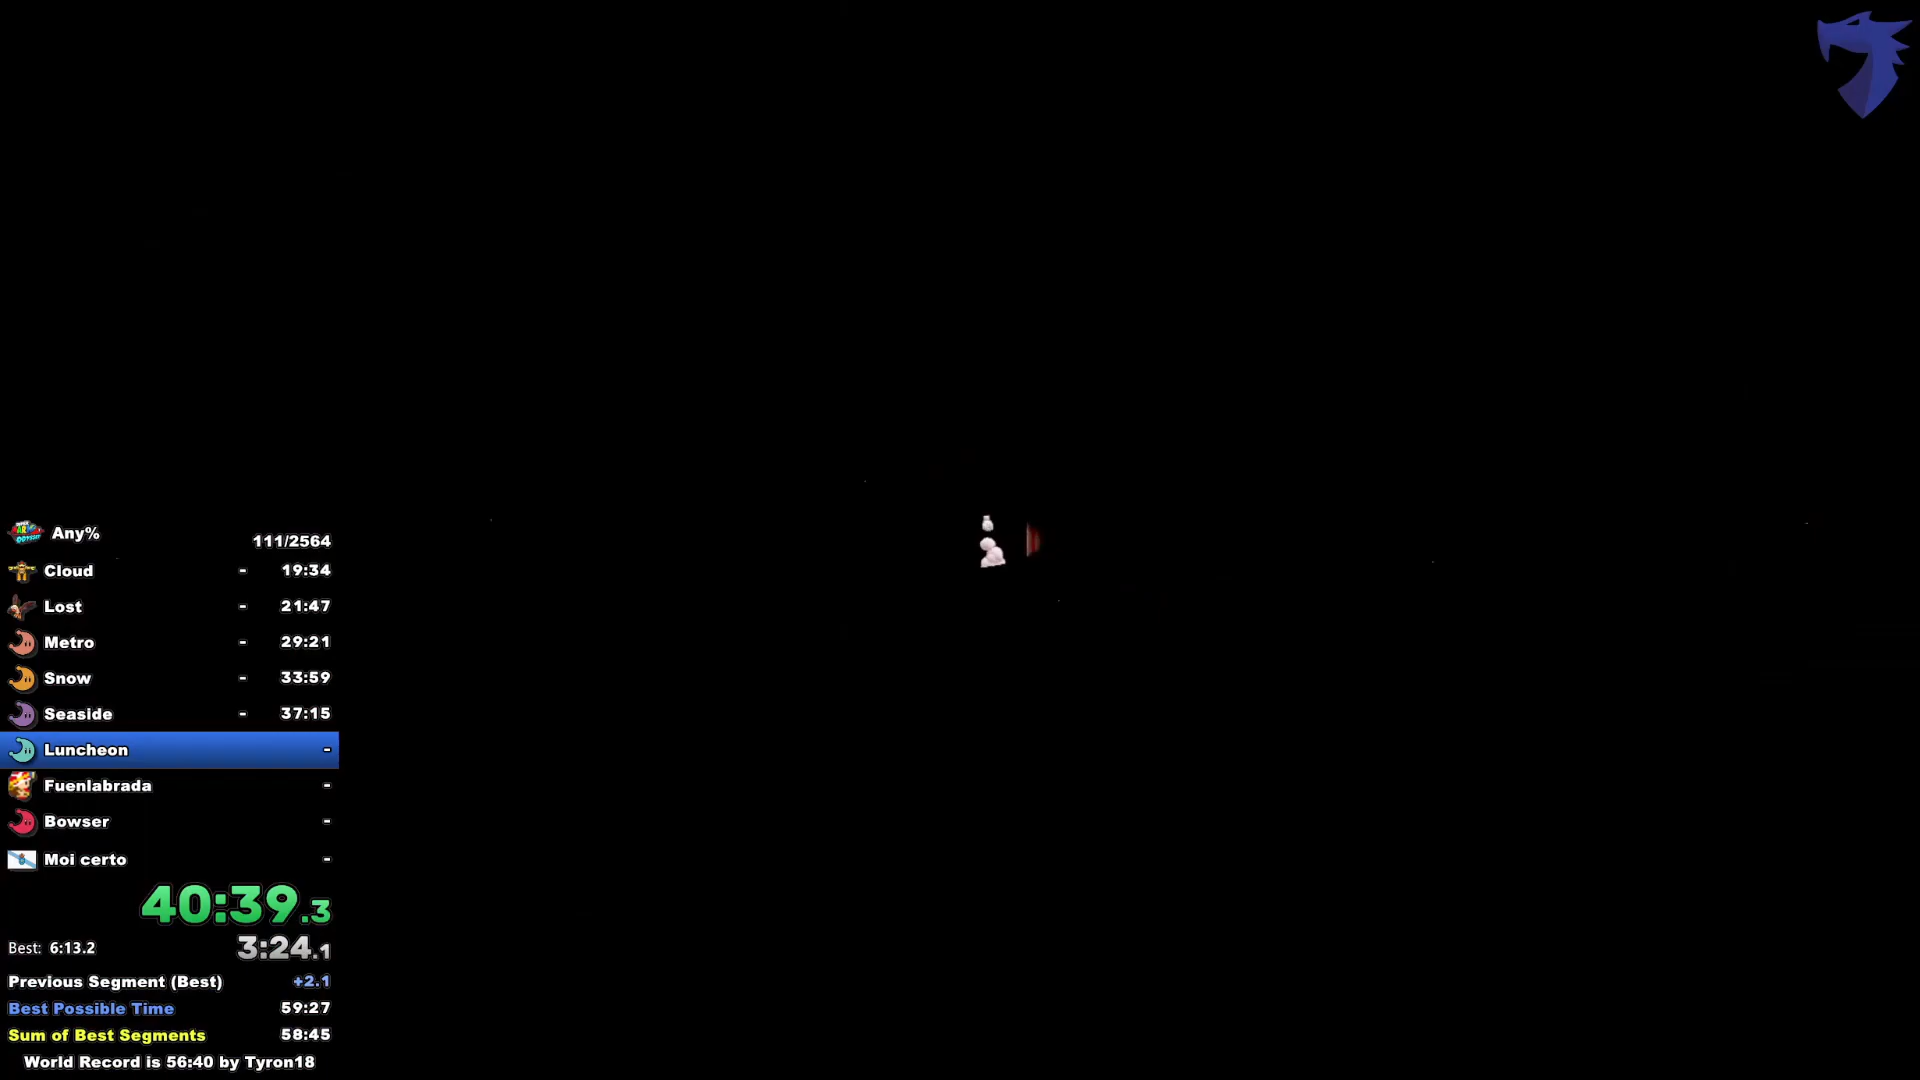 Any%
111/2564
Cloud - 19:34
Lost - 21:47
Metro - 29:21
Snow - 33:59
Seaside - 37:15
Luncheon -
Fuenlabrada -
Bowser -
Moi certo -
40:39.3
Best: 6:13.2 3:24.1
Previous Segment (Best) +2.1
Best Possible Time 59:27
Sum of Best Segments 58:45
World Record is 56:40 by Tyron18